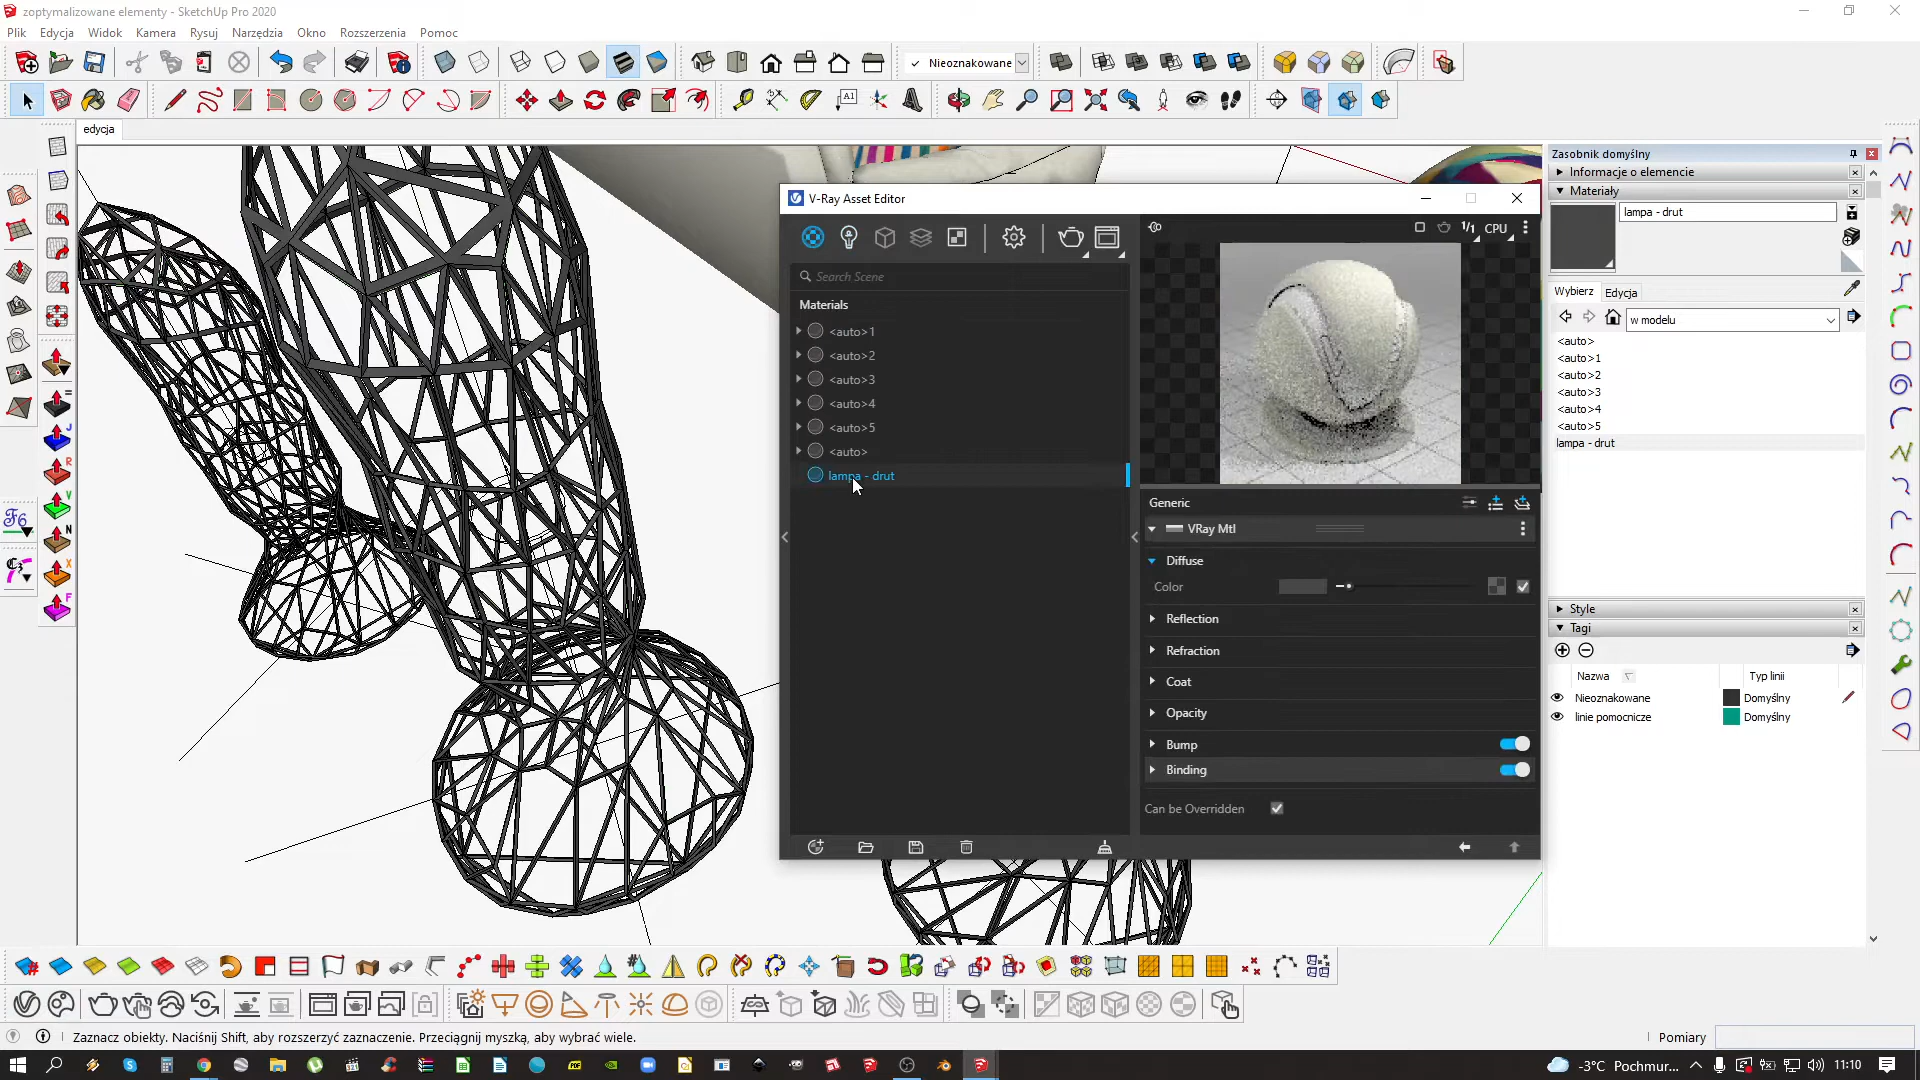 zoptymalizowane elementy - SketchUp Pro 2020
Plik Edycja Widok Kamera Rysuj Narzędzia Okno Rozszerzenia Pomoc
Nieoznakowane
A1
edycja
V-Ray Asset Editor
1/1 CPU
Search Scene
Materials
<auto>1
<auto>2
<auto>3
<auto>4
<auto>5
<auto>
lampa - drut
Generic
VRay Mtl
Diffuse
Color
Reflection
Refraction
Coat
Opacity
Bump
Binding
Can be Overridden
Zasobnik domyślny
Informacje o elemencie
Materiały
lampa - drut
Wybierz Edycja
w modelu
<auto>
<auto>1
<auto>2
<auto>3
<auto>4
<auto>5
lampa - drut
Style
Tagi
Nazwa Typ linii
Nieoznakowane Domyślny
linie pomocnicze Domyślny
Zaznacz obiekty. Naciśnij Shift, aby rozszerzyć zaznaczenie. Przeciągnij myszką, aby wybrać wiele.
Pomiary
-3°C Pochmur... 11:10